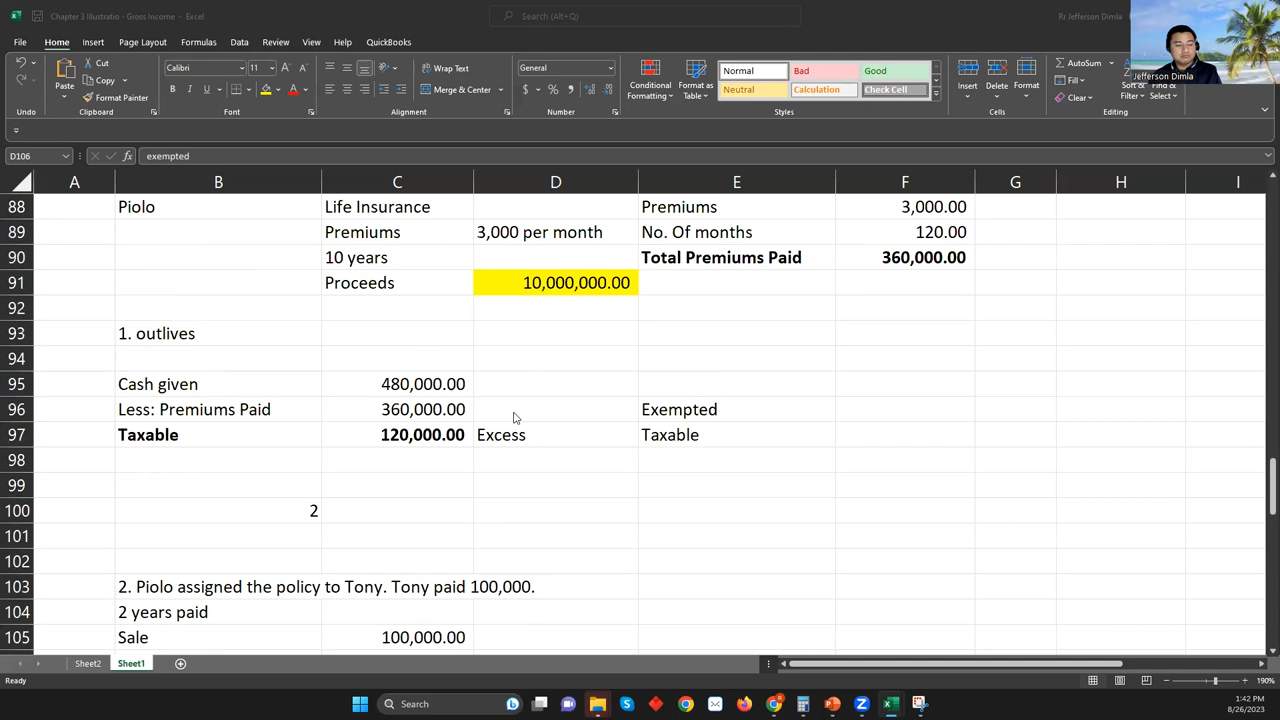 Chapter 3 Illustratio - Gross Income - Excel
Search (Alt+Q)
Rr Jefferson Dimla
File Home Insert Page Layout Formulas Data Review View Help QuickBooks
Jefferson Dimla
Cut
Copy
Format Painter
Paste
Calibri 11
B I U
Wrap Text
Merge & Center
General
$ % ,
Conditional Formatting
Format as Table
Normal Bad Good
Neutral Calculation Check Cell
Insert Delete Format
AutoSum
Fill
Clear
Sort & Filter
Find & Select
Undo Clipboard Font Alignment Number Styles Cells Editing
D106 fx exempted
A B C D E F G H I
88 Piolo Life Insurance Premiums 3,000.00
89 Premiums 3,000 per month No. Of months 120.00
90 10 years Total Premiums Paid 360,000.00
91 Proceeds 10,000,000.00
92
93 1. outlives
94
95 Cash given 480,000.00
96 Less: Premiums Paid 360,000.00 Exempted
97 Taxable 120,000.00 Excess Taxable
98
99
100 2
101
102
103 2. Piolo assigned the policy to Tony. Tony paid 100,000.
104 2 years paid
105 Sale 100,000.00
Sheet2 Sheet1
Ready
190%
Search
1:42 PM
8/26/2023